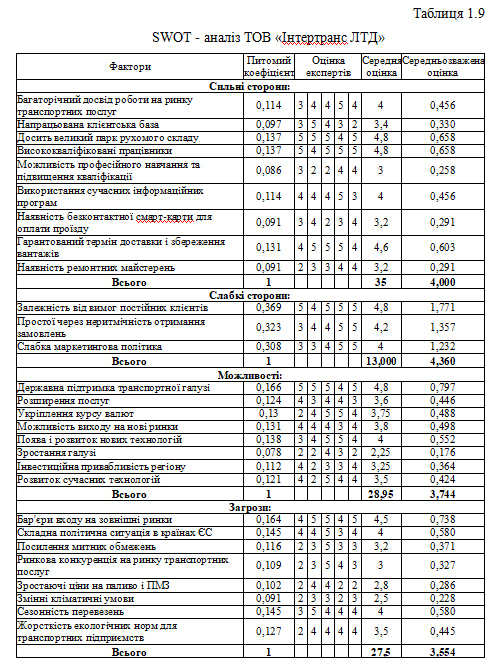 Таблиця 1.9
SWOT - аналіз ТОВ «Інтертранс ЛТД»
Фактори Питомий коефіцієнт Оцінка експертів Середня оцінка Середньозважена оцінка
Сильні сторони:
Багаторічний досвід роботи на ринку
транспортних послуг 0,114 3 4 4 5 4 4 0,456
Напрацьована клієнтська база 0,097 3 5 4 3 2 3,4 0,330
Досить великий парк рухомого складу 0,137 5 5 5 4 5 4,8 0,658
Висококваліфіковані працівники 0,137 5 4 5 5 5 4,8 0,658
Можливість професійного навчання та
підвищення кваліфікації 0,086 3 2 2 4 4 3 0,258
Використання сучасних інформаційних
програм 0,114 4 4 4 5 3 4 0,456
Наявність безконтактної смарт-карти для
оплати проїзду 0,091 3 4 2 3 4 3,2 0,291
Гарантований термін доставки і збереження
вантажів 0,131 4 5 5 5 4 4,6 0,603
Наявність ремонтних майстерень 0,091 2 3 3 4 4 3,2 0,291
Всього 1 35 4,000
Слабкі сторони:
Залежність від вимог постійних клієнтів 0,369 5 4 5 5 5 4,8 1,771
Простої через неритмічність отримання
замовлень 0,323 3 4 4 5 5 4,2 1,357
Слабка маркетингова політика 0,308 3 3 4 5 5 4 1,232
Всього 1 13,000 4,360
Можливості:
Державна підтримка транспортної галузі 0,166 5 5 5 4 5 4,8 0,797
Розширення послуг 0,124 4 3 4 4 3 3,6 0,446
Укріплення курсу валют 0,13 2 4 5 5 4 3,75 0,488
Можливість виходу на нові ринки 0,131 4 4 4 3 4 3,8 0,498
Поява і розвиток нових технологій 0,138 3 4 5 5 4 4 0,552
Зростання галузі 0,078 2 2 4 3 2 2,25 0,176
Інвестиційна привабливість регіону 0,112 4 2 3 3 4 3,25 0,364
Розвиток сучасних технологій 0,121 4 2 5 4 4 3,5 0,424
Всього 1 28,95 3,744
Загрози:
Бар'єри входу на зовнішні ринки 0,164 4 5 5 4 5 4,5 0,738
Складна політична ситуація в країнах ЄС 0,145 4 4 5 3 4 4 0,580
Посилення митних обмежень 0,116 2 3 5 3 3 3,2 0,371
Ринкова конкуренція на ринку транспортних
послуг 0,109 2 3 5 4 3 3 0,327
Зростаючі ціни на паливо і ПМЗ 0,102 2 4 4 2 2 2,8 0,286
Змінні кліматичні умови 0,091 2 3 3 2 3 2,5 0,228
Сезонність перевезень 0,145 3 5 4 4 4 4 0,580
Жорсткість екологічних норм для
транспортних підприємств 0,127 2 4 4 4 4 3,5 0,445
Всього 1 27,5 3,554